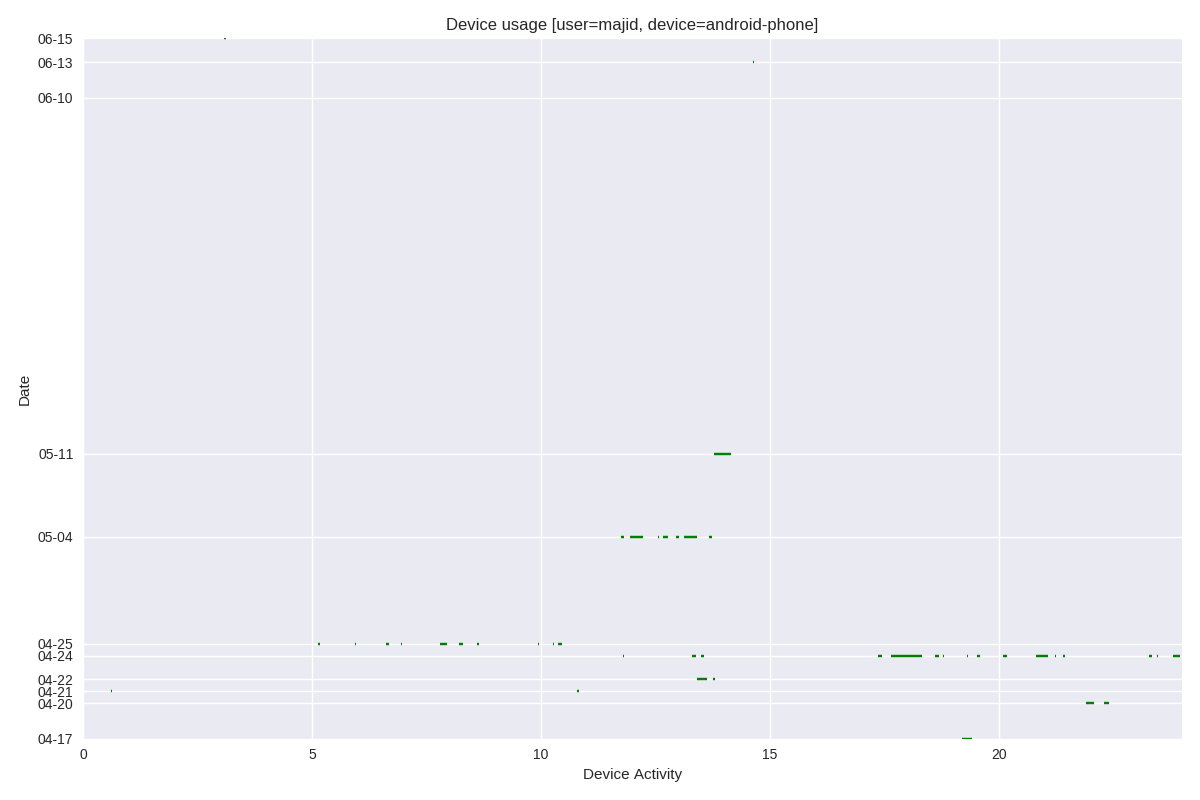 Device usage [user=majid, device=android-phone]
06-15
06-13
06-10
05-11
05-04
04-25
04-24
04-22
04-21
04-20
04-17
Date
0 5 10 15 20
Device Activity